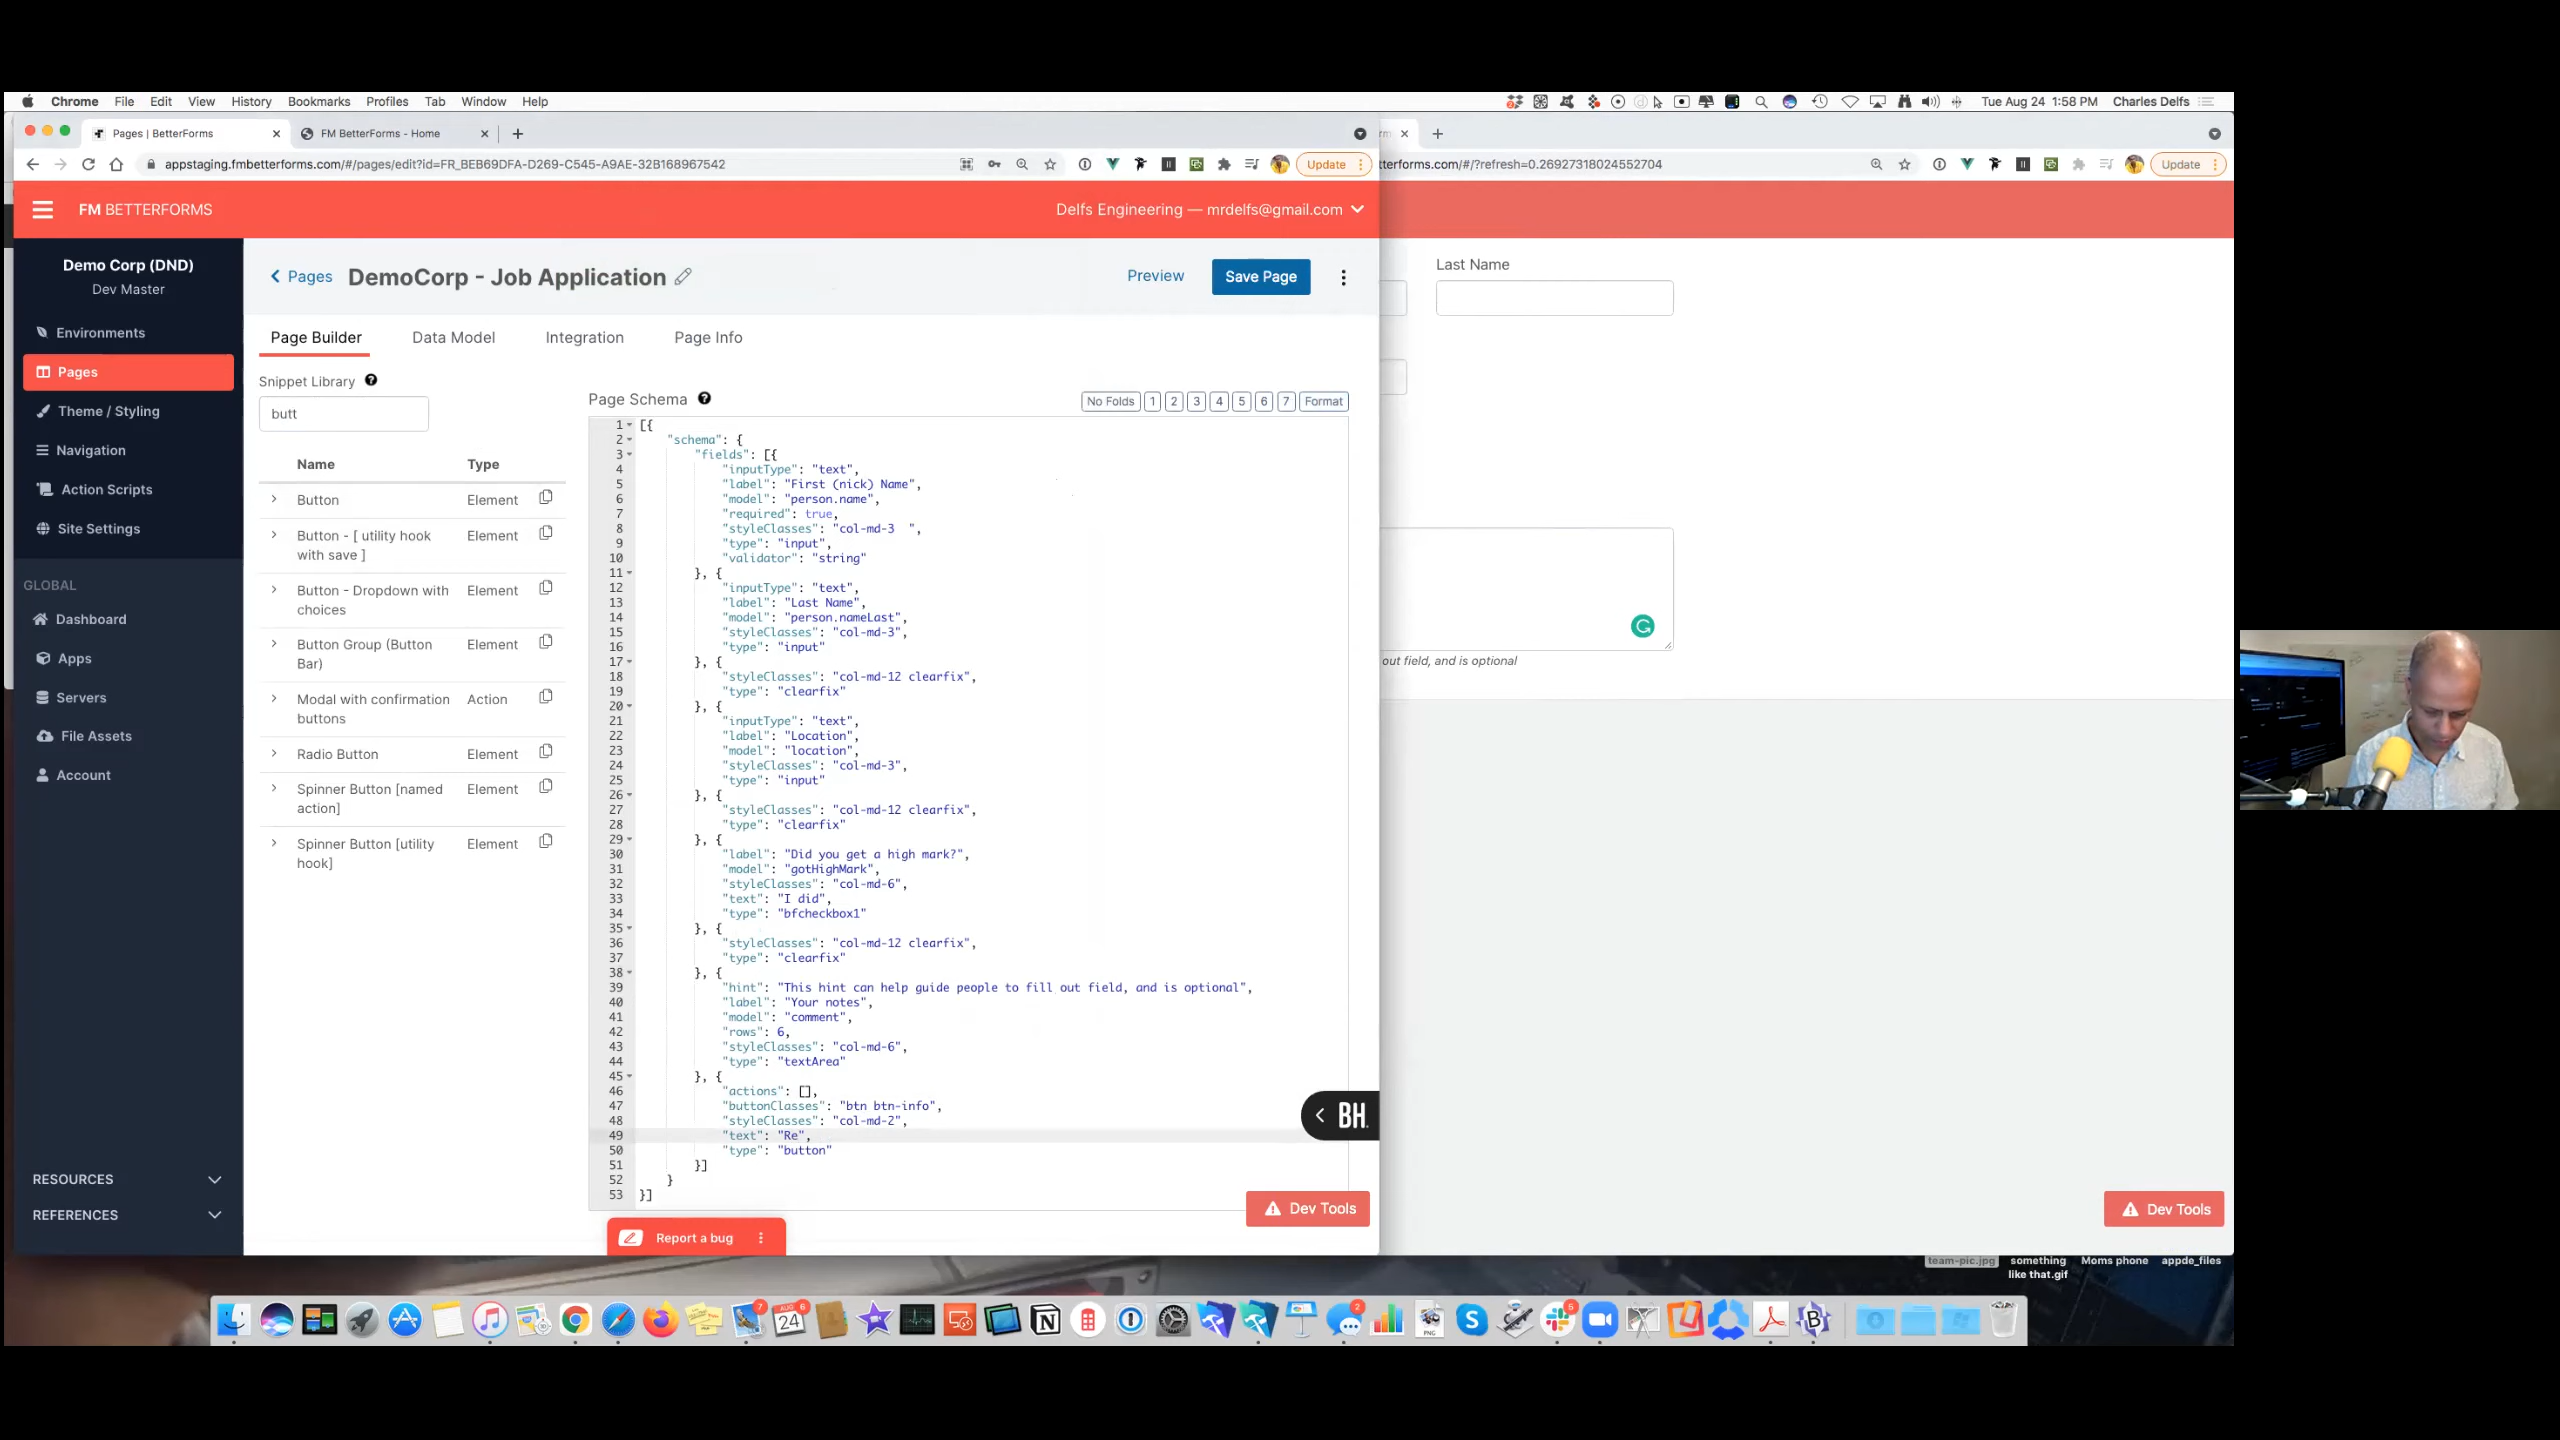 Chrome File Edit View History Bookmarks Profiles Tab Window Help
Tue Aug 24 1:58 PM Charles Delfs
Pages | BetterForms
FM BetterForms - Home
appstaging.fmbetterforms.com/#/pages/edit?id=FR_BEB69DFA-D269-C545-A9AE-32B168967542
Update
terforms.com/#/?refresh=0.26927318024552704
Update
FM BETTERFORMS
Delfs Engineering — mrdelfs@gmail.com
Demo Corp (DND)
Dev Master
Environments
Pages
Theme / Styling
Navigation
Action Scripts
Site Settings
GLOBAL
Dashboard
Apps
Servers
File Assets
Account
RESOURCES
REFERENCES
Pages
DemoCorp - Job Application
Preview
Save Page
Page Builder
Data Model
Integration
Page Info
Snippet Library
butt
Name Type
Button Element
Button - [ utility hook with save ] Element
Button - Dropdown with choices Element
Button Group (Button Bar) Element
Modal with confirmation buttons Action
Radio Button Element
Spinner Button [named action] Element
Spinner Button [utility hook] Element
Page Schema
No Folds 1 2 3 4 5 6 7 Format
1 [{
2 "schema": {
3 "fields": [{
4 "inputType": "text",
5 "label": "First (nick) Name",
6 "model": "person.name",
7 "required": true,
8 "styleClasses": "col-md-3  ",
9 "type": "input",
10 "validator": "string"
11 }, {
12 "inputType": "text",
13 "label": "Last Name",
14 "model": "person.nameLast",
15 "styleClasses": "col-md-3",
16 "type": "input"
17 }, {
18 "styleClasses": "col-md-12 clearfix",
19 "type": "clearfix"
20 }, {
21 "inputType": "text",
22 "label": "Location",
23 "model": "location",
24 "styleClasses": "col-md-3",
25 "type": "input"
26 }, {
27 "styleClasses": "col-md-12 clearfix",
28 "type": "clearfix"
29 }, {
30 "label": "Did you get a high mark?",
31 "model": "gotHighMark",
32 "styleClasses": "col-md-6",
33 "text": "I did",
34 "type": "bfcheckbox1"
35 }, {
36 "styleClasses": "col-md-12 clearfix",
37 "type": "clearfix"
38 }, {
39 "hint": "This hint can help guide people to fill out field, and is optional",
40 "label": "Your notes",
41 "model": "comment",
42 "rows": 6,
43 "styleClasses": "col-md-6",
44 "type": "textArea"
45 }, {
46 "actions": [],
47 "buttonClasses": "btn btn-info",
48 "styleClasses": "col-md-2",
49 "text": "Re",
50 "type": "button"
51 }]
52 }
53 }]
BH.
Dev Tools
Report a bug
Last Name
out field, and is optional
Dev Tools
team-pic.jpg
something
like that.gif
Moms phone
appde_files
7
AUG 6
24
2
PNG
5